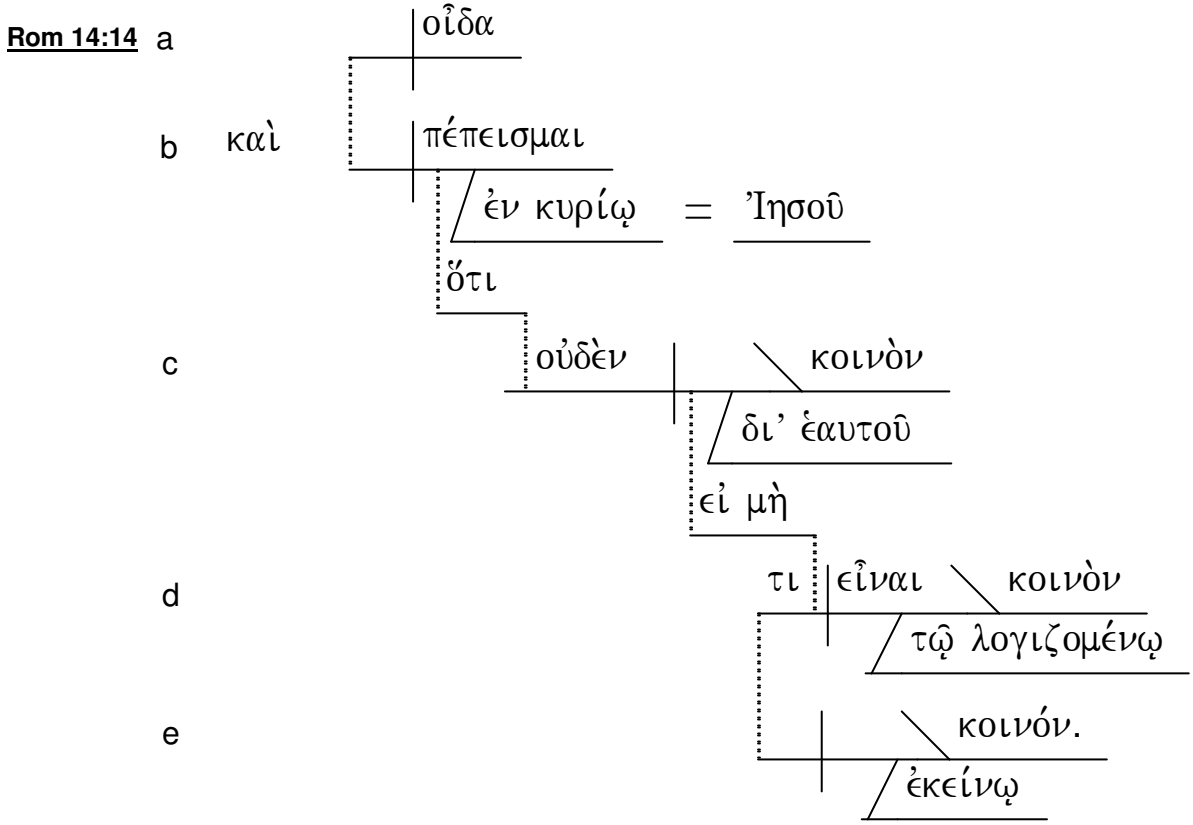 Rom 14:14 a οἶδα
b καὶ πέπεισμαι
ἐν κυρίῳ = Ἰησοῦ
ὅτι
c οὐδὲν κοινὸν
δι’ ἑαυτοῦ
εἰ μὴ
d τι εἶναι κοινὸν
τῷ λογιζομένῳ
e κοινόν.
ἐκείνῳ